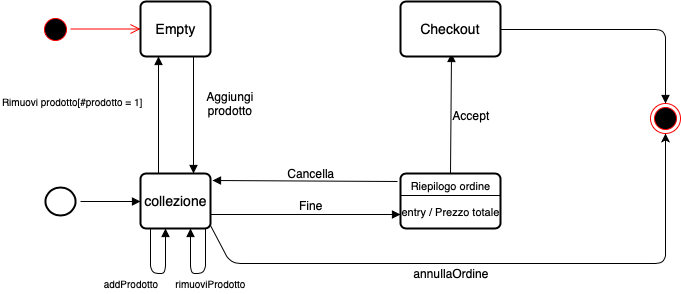 Empty
Checkout
Rimuovi prodotto[#prodotto = 1]
Aggiungi
prodotto
Accept
Cancella
Riepilogo ordine
collezione
Fine
entry / Prezzo totale
addProdotto
rimuoviProdotto
annullaOrdine